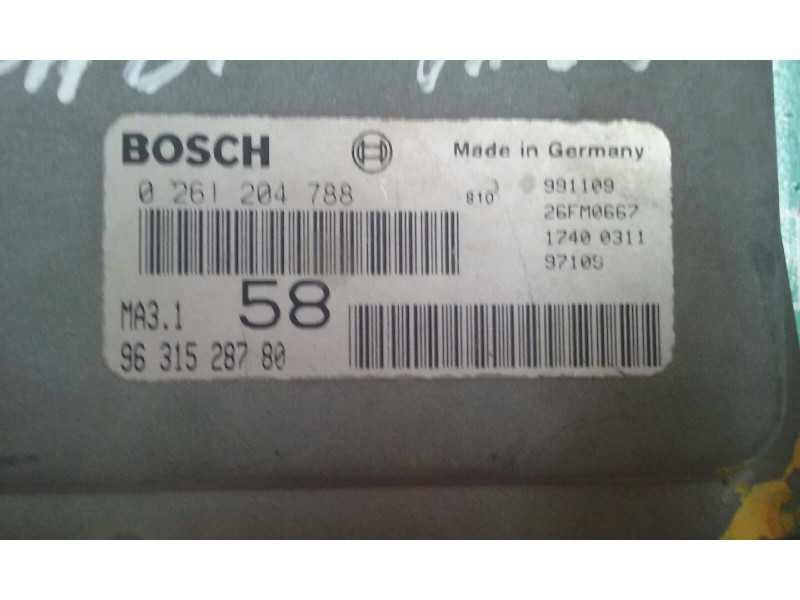 BOSCH
Made in Germany
0 261 204 788
810
991109
26FM0667
1740 0311
97109
MA3.1
58
96 315 287 80